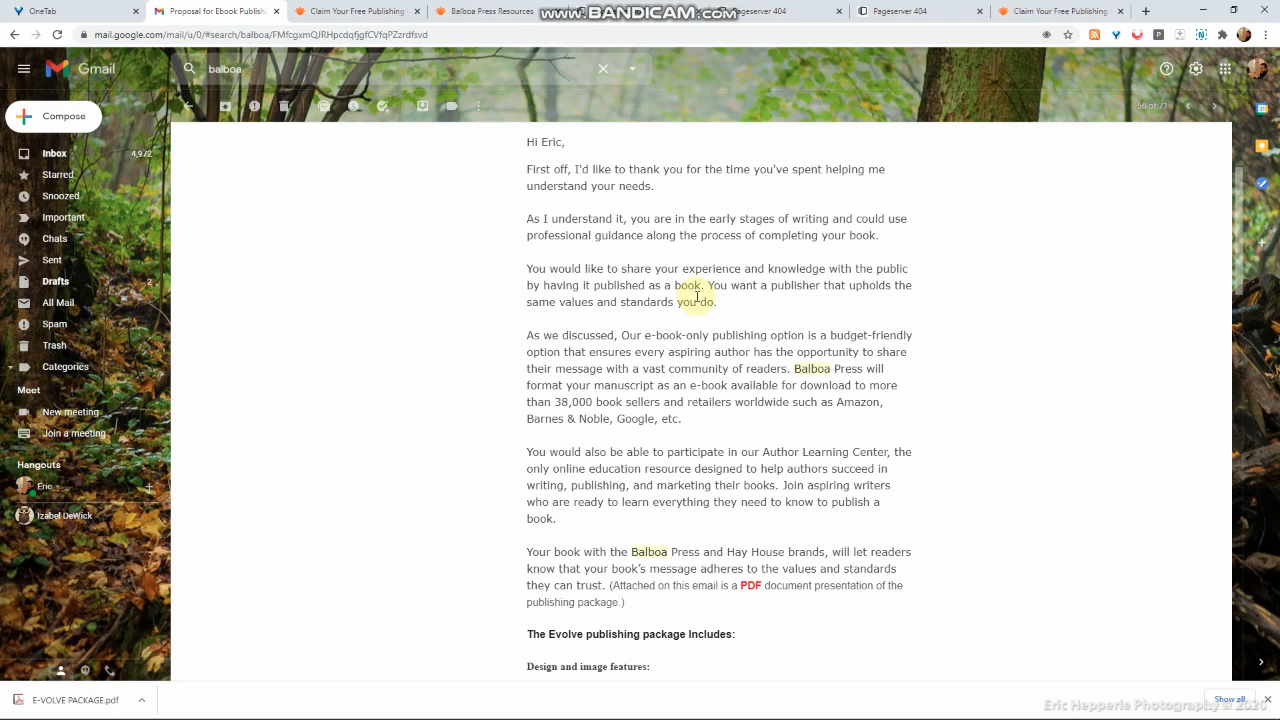 OneTab
Proposal for Ebook Publish
Claim Your Free Publishing
Balboa Press Resources
www.BANDICAM.com
Pageserver 404
Pageserver 404
Claim Your Free Publishing
mail.google.com/mail/u/0/#search/balboa/FMfcgxmQJRHpcdqfjgfCVfqPZzrdfsvd
Gmail
balboa
56 of 71
Compose
Inbox 4,972
Starred
Snoozed
Important
Chats
Sent
Drafts 2
All Mail
Spam
Trash
Categories
Meet
New meeting
Join a meeting
Hangouts
Eric
Izabel DeWick
Hi Eric,
First off, I'd like to thank you for the time you've spent helping me
understand your needs.
As I understand it, you are in the early stages of writing and could use
professional guidance along the process of completing your book.
You would like to share your experience and knowledge with the public
by having it published as a book. You want a publisher that upholds the
same values and standards you do.
As we discussed, Our e-book-only publishing option is a budget-friendly
option that ensures every aspiring author has the opportunity to share
their message with a vast community of readers. Balboa Press will
format your manuscript as an e-book available for download to more
than 38,000 book sellers and retailers worldwide such as Amazon,
Barnes & Noble, Google, etc.
You would also be able to participate in our Author Learning Center, the
only online education resource designed to help authors succeed in
writing, publishing, and marketing their books. Join aspiring writers
who are ready to learn everything they need to know to publish a
book.
Your book with the Balboa Press and Hay House brands, will let readers
know that your book's message adheres to the values and standards
they can trust. (Attached on this email is a PDF document presentation of the
publishing package.)
The Evolve publishing package Includes:
Design and image features:
E-VOLVE PACKAGE.pdf
Show all
Eric Hepperle Photography © 2020